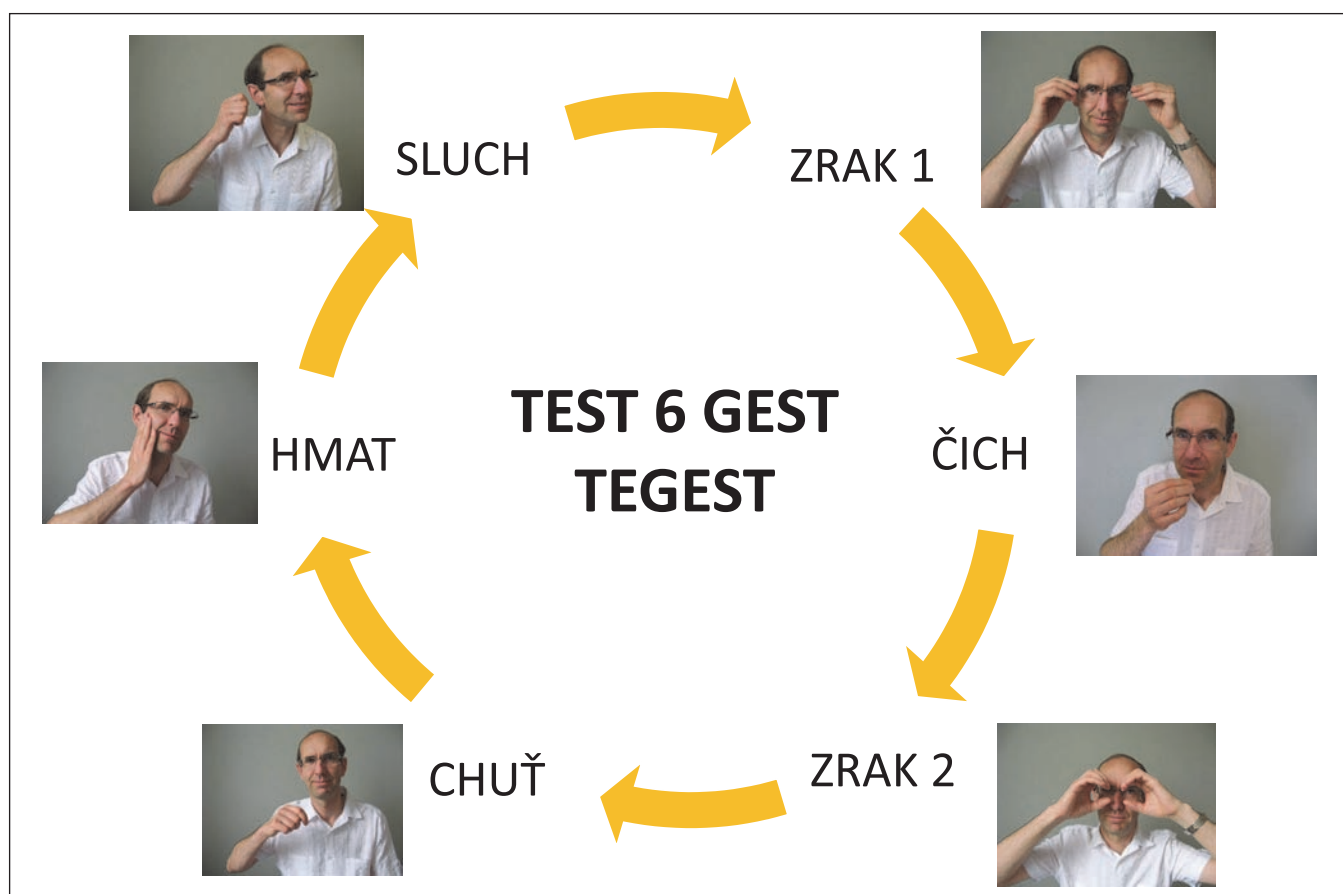 SLUCH
ZRAK 1
HMAT
TEST 6 GEST
TEGEST
ČICH
CHUŤ
ZRAK 2